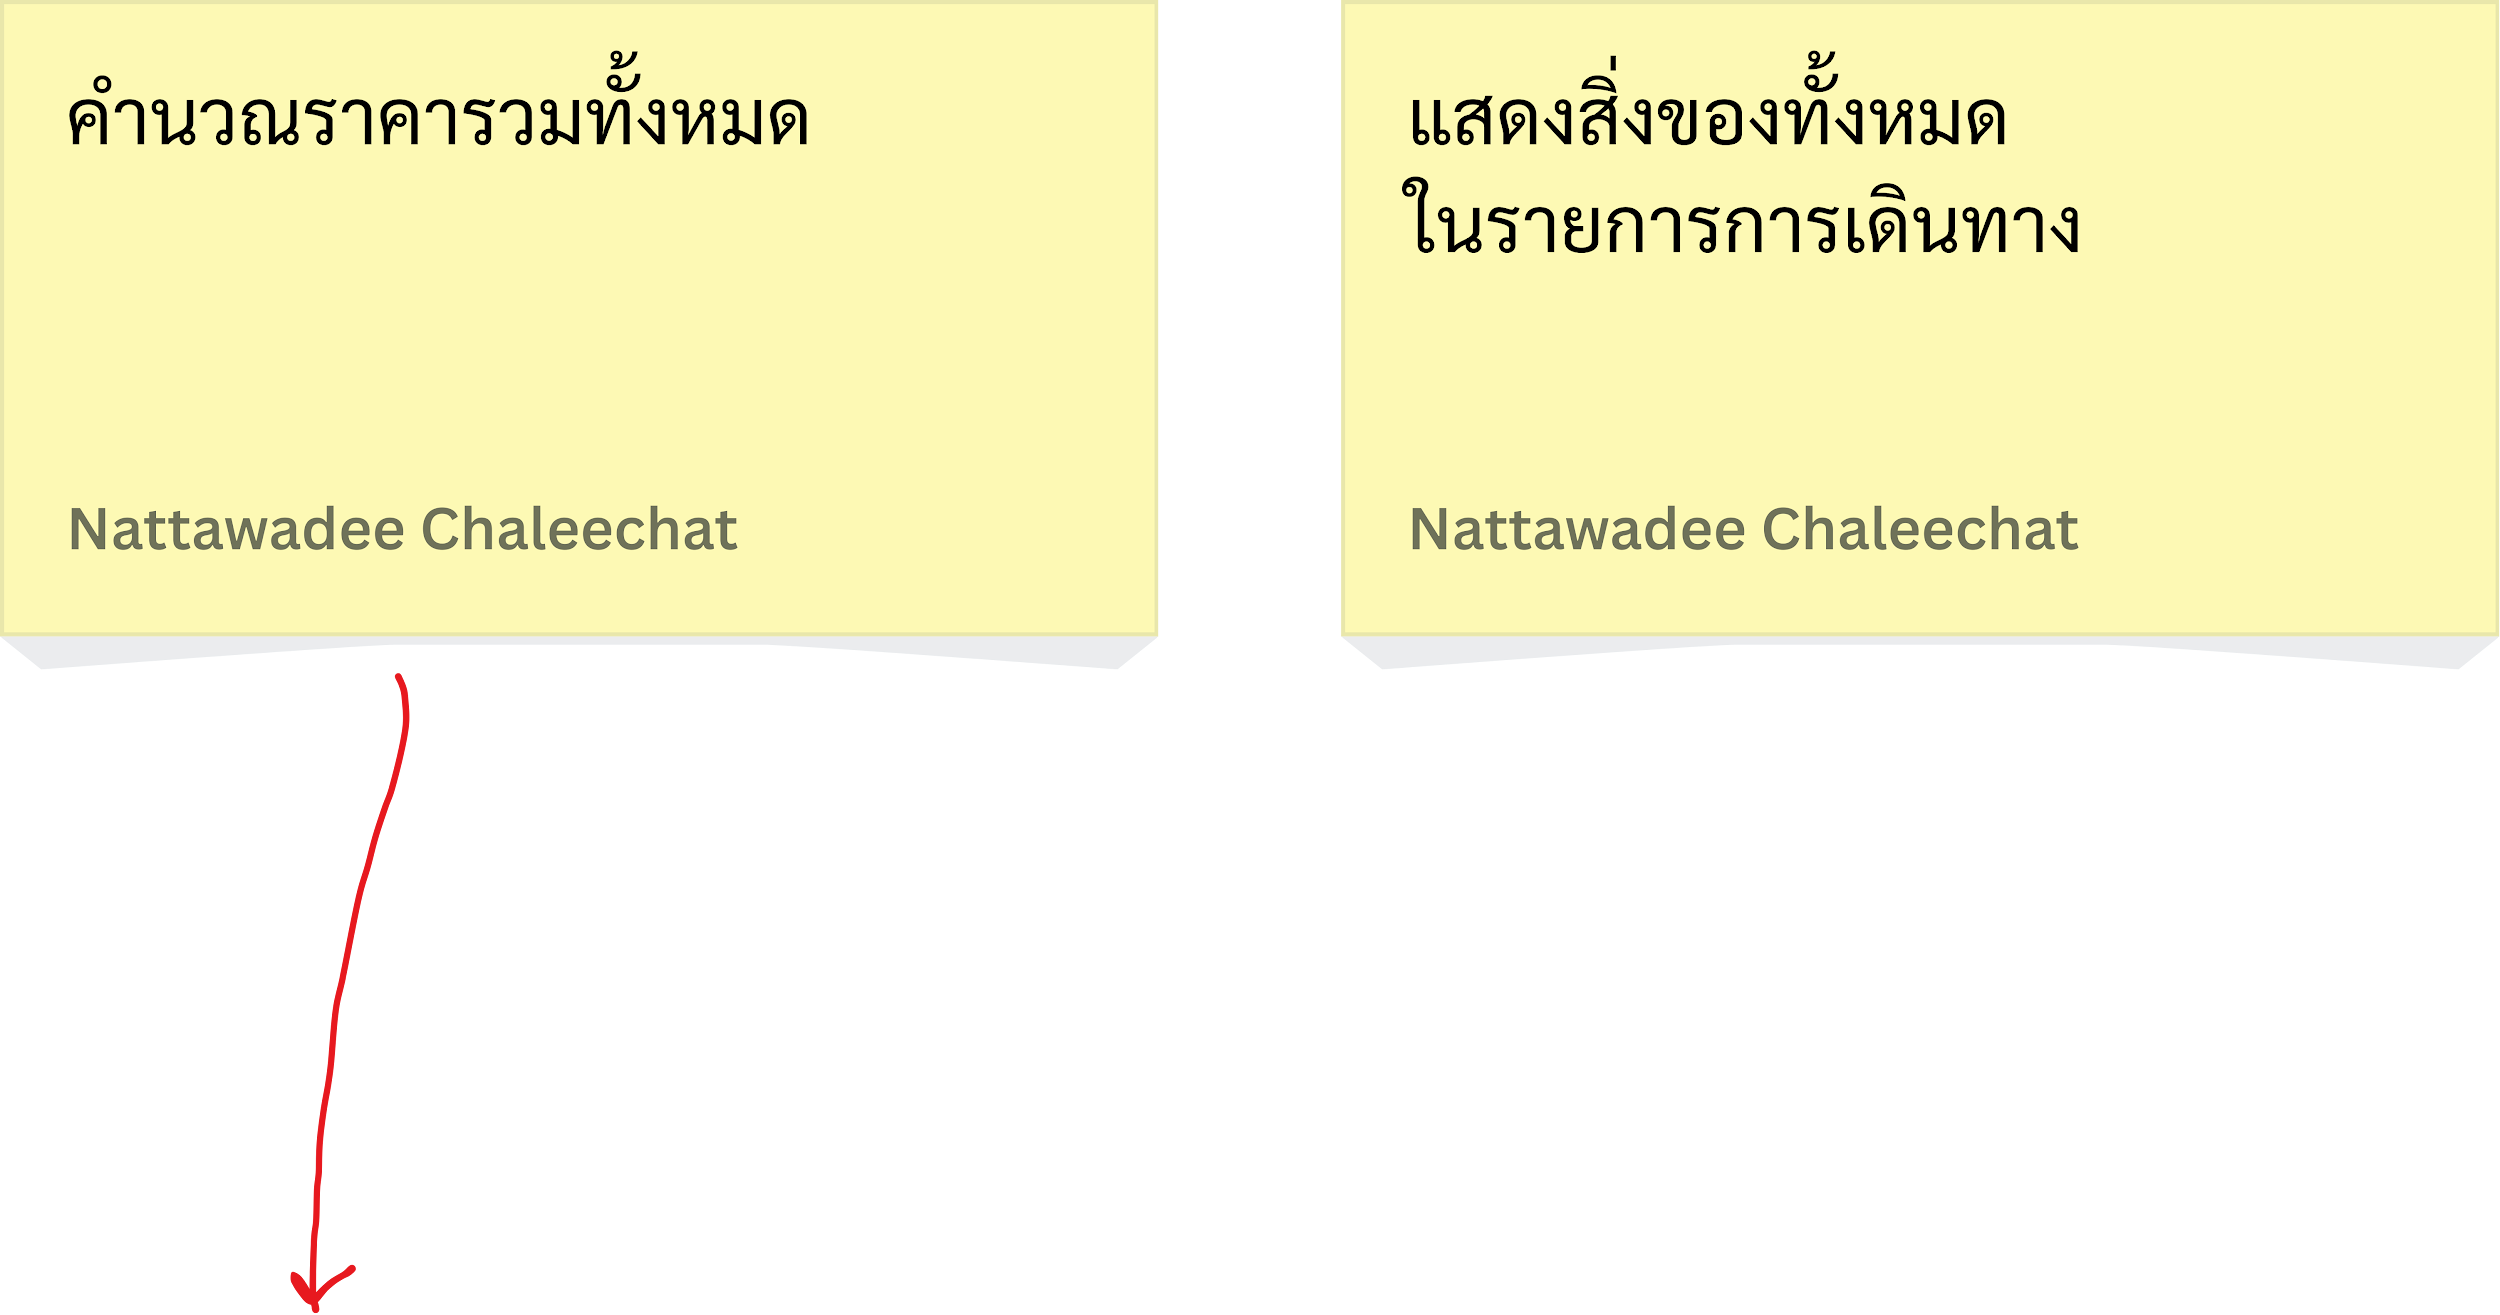 คำนวณราคารวมทั้งหมด
Nattawadee Chaleechat
แสดงสิ่งของทั้งหมด
ในรายการการเดินทาง
Nattawadee Chaleechat